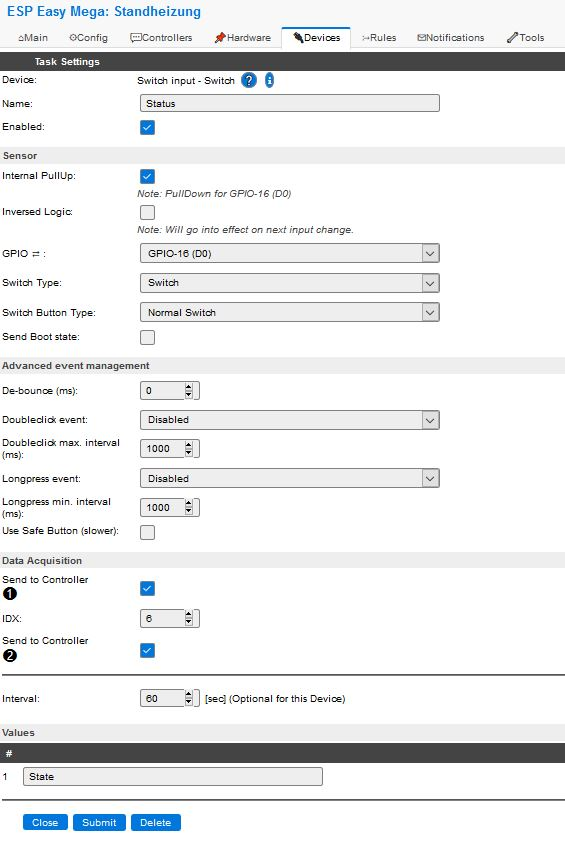 ESP Easy Mega: Standheizung
⌂Main ⚙Config 💬Controllers 📌Hardware 🔌Devices ↣Rules ✉Notifications 🔧Tools
Task Settings
Device: Switch input - Switch ? i
Name: Status
Enabled:
Sensor
Internal PullUp:
Note: PullDown for GPIO-16 (D0)
Inversed Logic:
Note: Will go into effect on next input change.
GPIO ⇄ : GPIO-16 (D0)
Switch Type: Switch
Switch Button Type: Normal Switch
Send Boot state:
Advanced event management
De-bounce (ms): 0
Doubleclick event: Disabled
Doubleclick max. interval
(ms): 1000
Longpress event: Disabled
Longpress min. interval
(ms): 1000
Use Safe Button (slower):
Data Acquisition
Send to Controller
❶
IDX: 6
Send to Controller
❷
Interval: 60 [sec] (Optional for this Device)
Values
#
1 State
Close Submit Delete